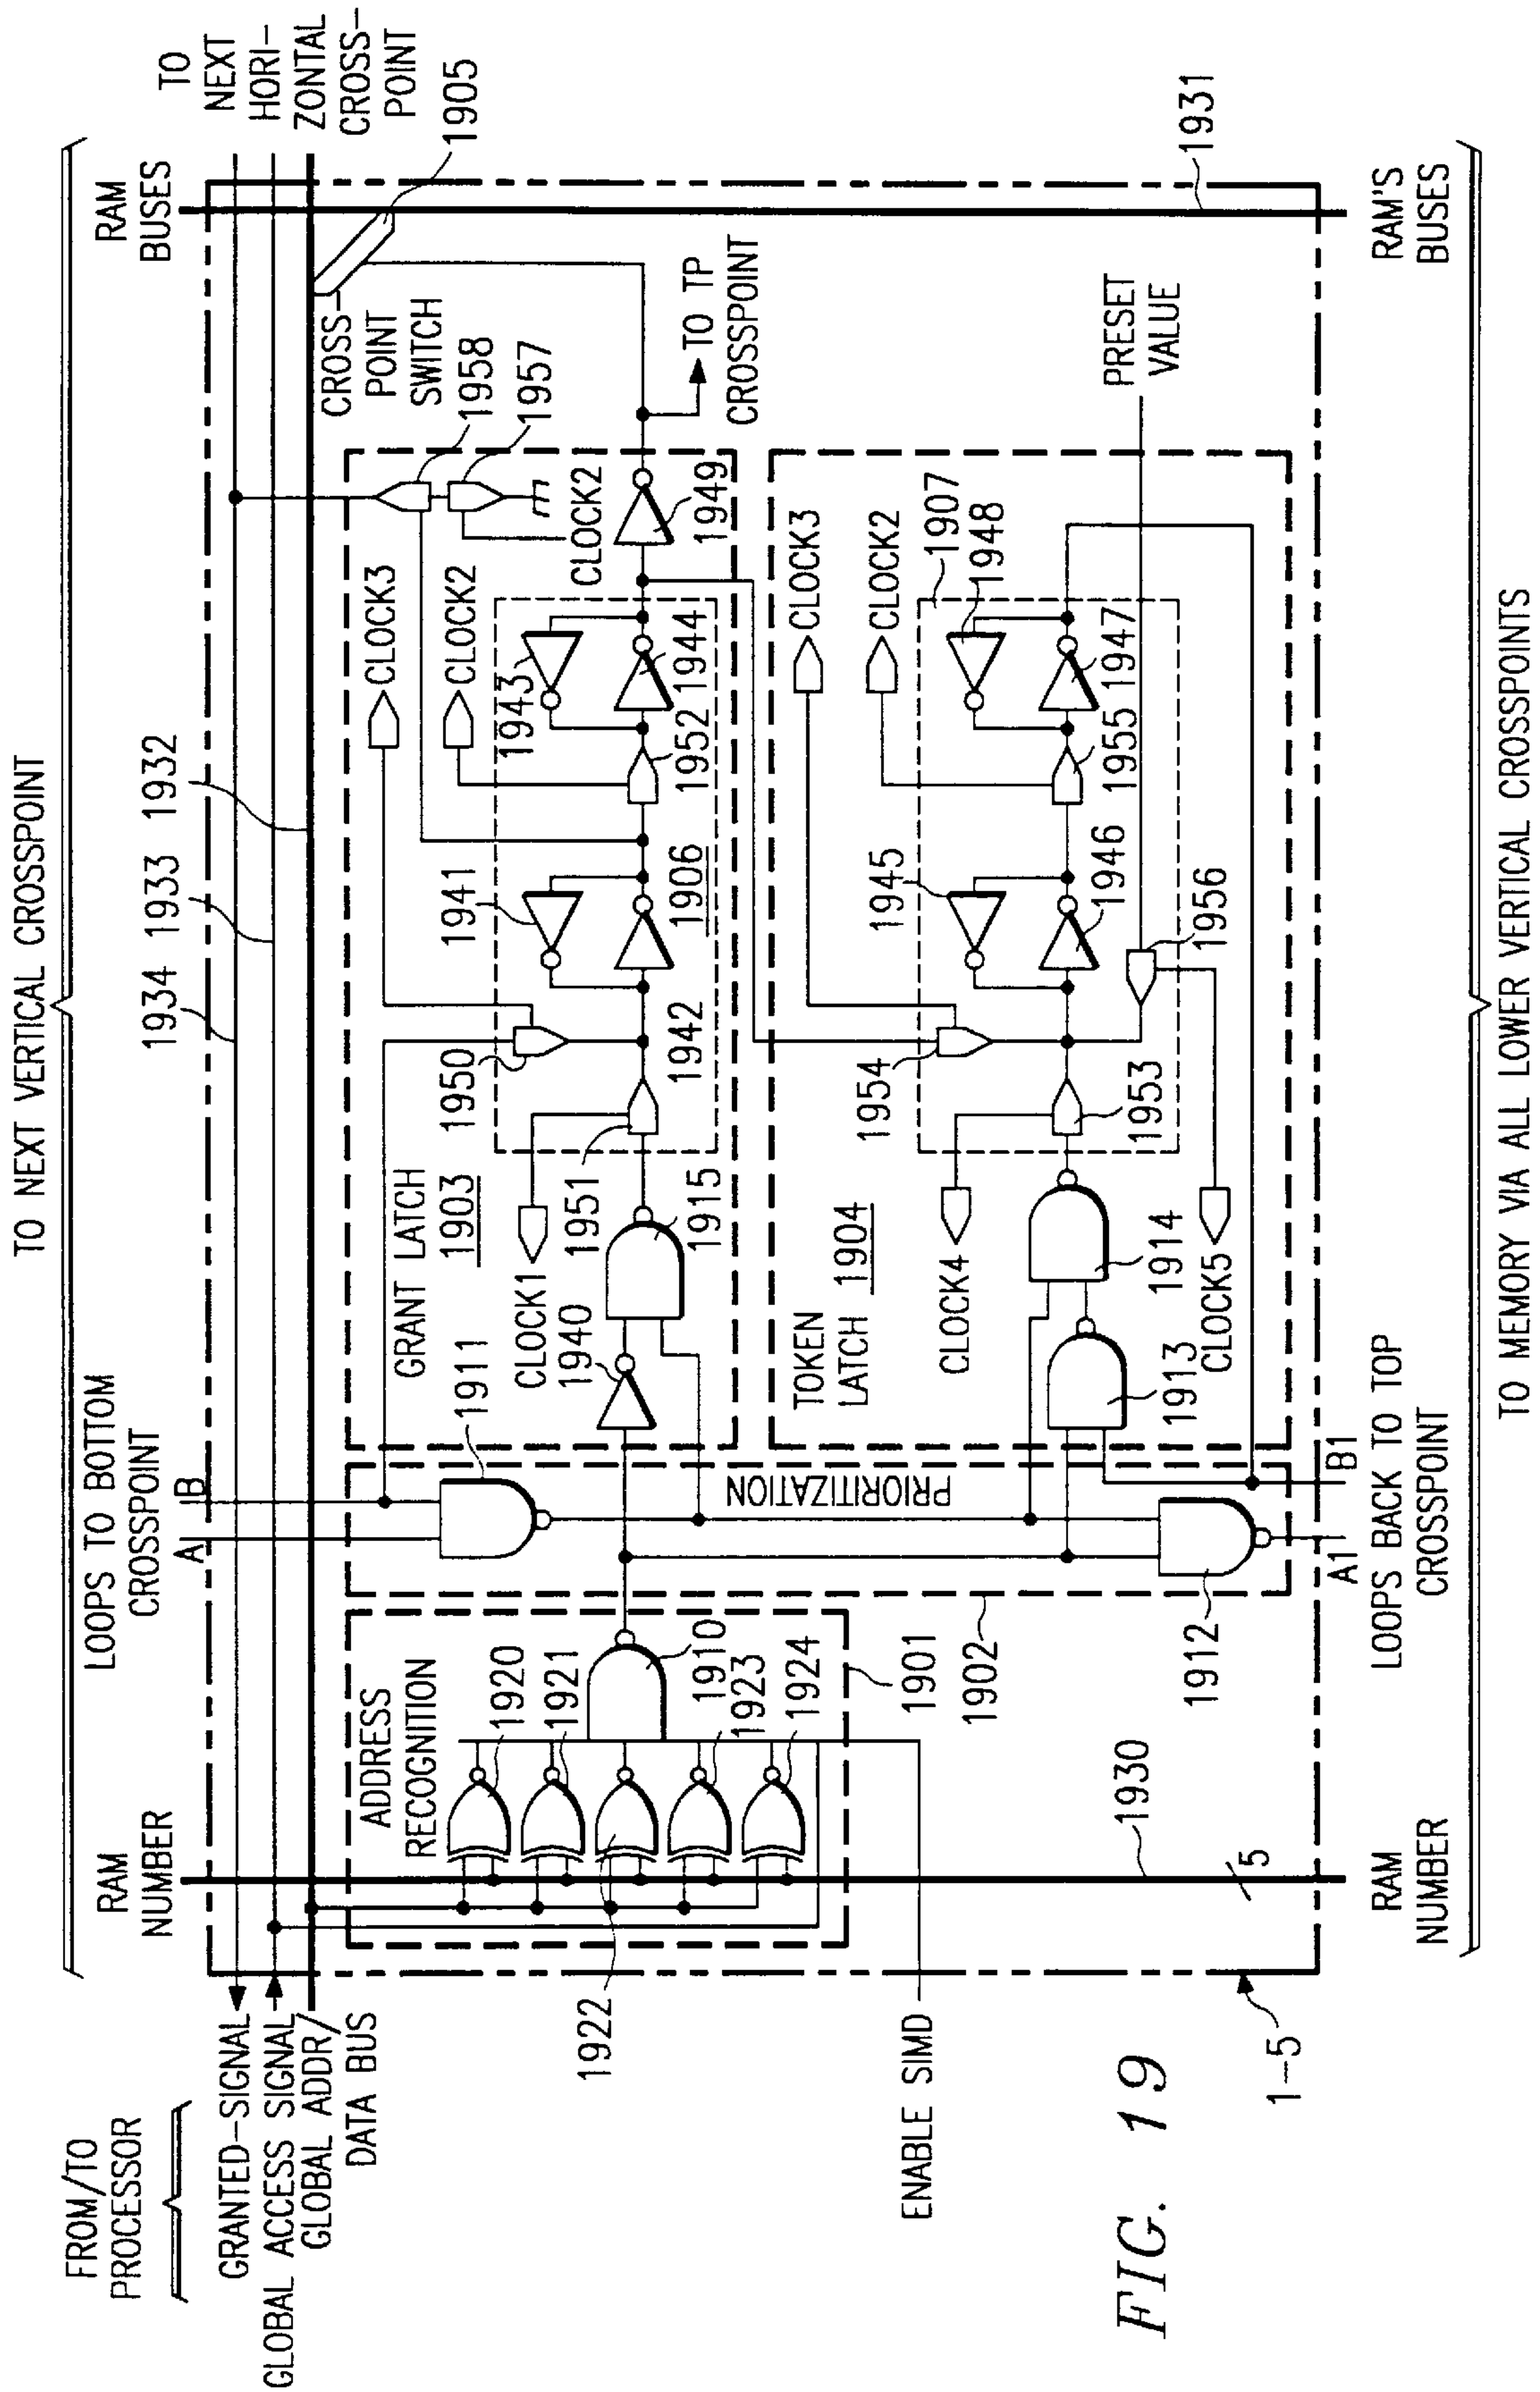 TO NEXT VERTICAL CROSSPOINT
FROM/TO
PROCESSOR
RAM
NUMBER
LOOPS TO BOTTOM
CROSSPOINT
A
B
1934
1933
1932
RAM
BUSES
TO
NEXT
HORI-
ZONTAL
CROSS-
POINT
1905
GRANTED-SIGNAL
GLOBAL ACCESS SIGNAL
GLOBAL ADDR/
DATA BUS
ADDRESS
RECOGNITION
1920
1921
1922
1910
1923
1924
1901
1902
ENABLE SIMD
1911
PRIORITIZATION
1912
GRANT LATCH
1903
CLOCK1
1940
1915
1951
1950
1942
1941
1906
CLOCK3
CLOCK2
1943
1944
1952
CLOCK2
1949
1957
1958
CROSS-
POINT
SWITCH
TO TP
CROSSPOINT
TOKEN
LATCH 1904
CLOCK4
1913
1914
CLOCK5
1953
1954
1945
1946
1956
1955
1947
1948
1907
CLOCK3
CLOCK2
PRESET
VALUE
1931
1930
5
1-5
RAM
NUMBER
A1
B1
LOOPS BACK TO TOP
CROSSPOINT
RAM'S
BUSES
TO MEMORY VIA ALL LOWER VERTICAL CROSSPOINTS
FIG. 19